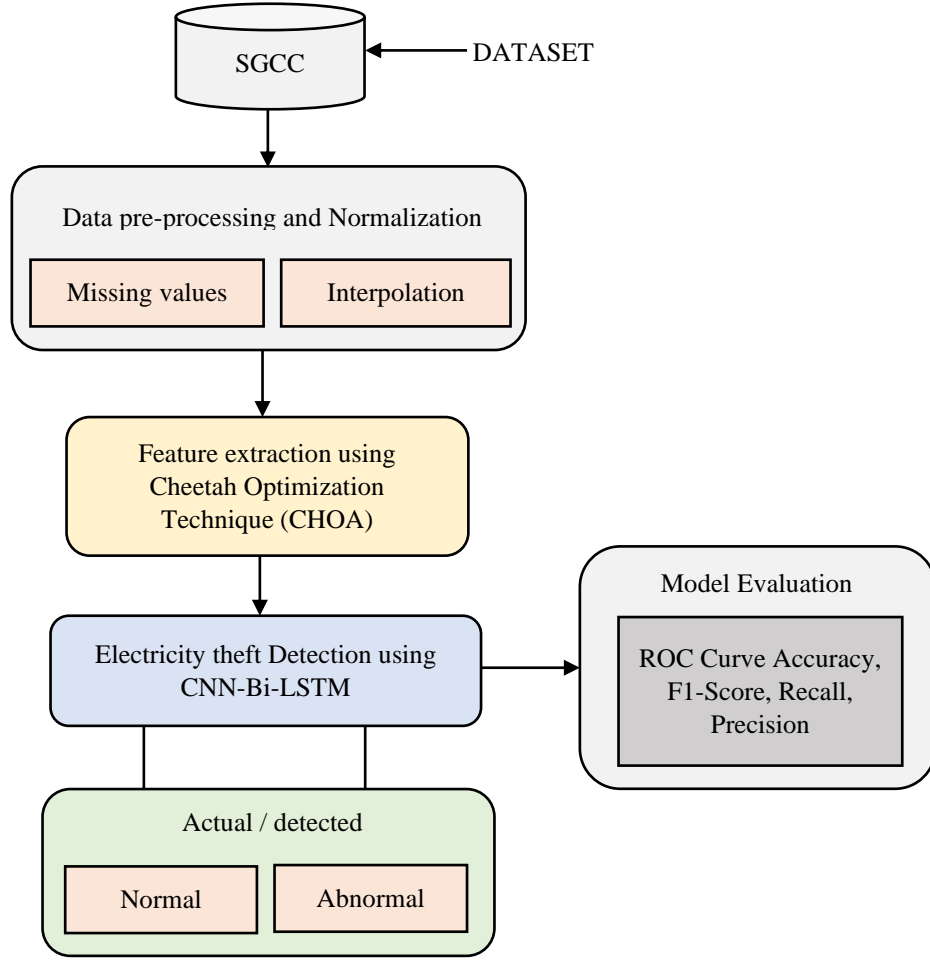 SGCC
DATASET
Data pre-processing and Normalization
Missing values
Interpolation
Feature extraction using
Cheetah Optimization
Technique (CHOA)
Electricity theft Detection using
CNN-Bi-LSTM
Model Evaluation
ROC Curve Accuracy,
F1-Score, Recall,
Precision
Actual / detected
Normal
Abnormal